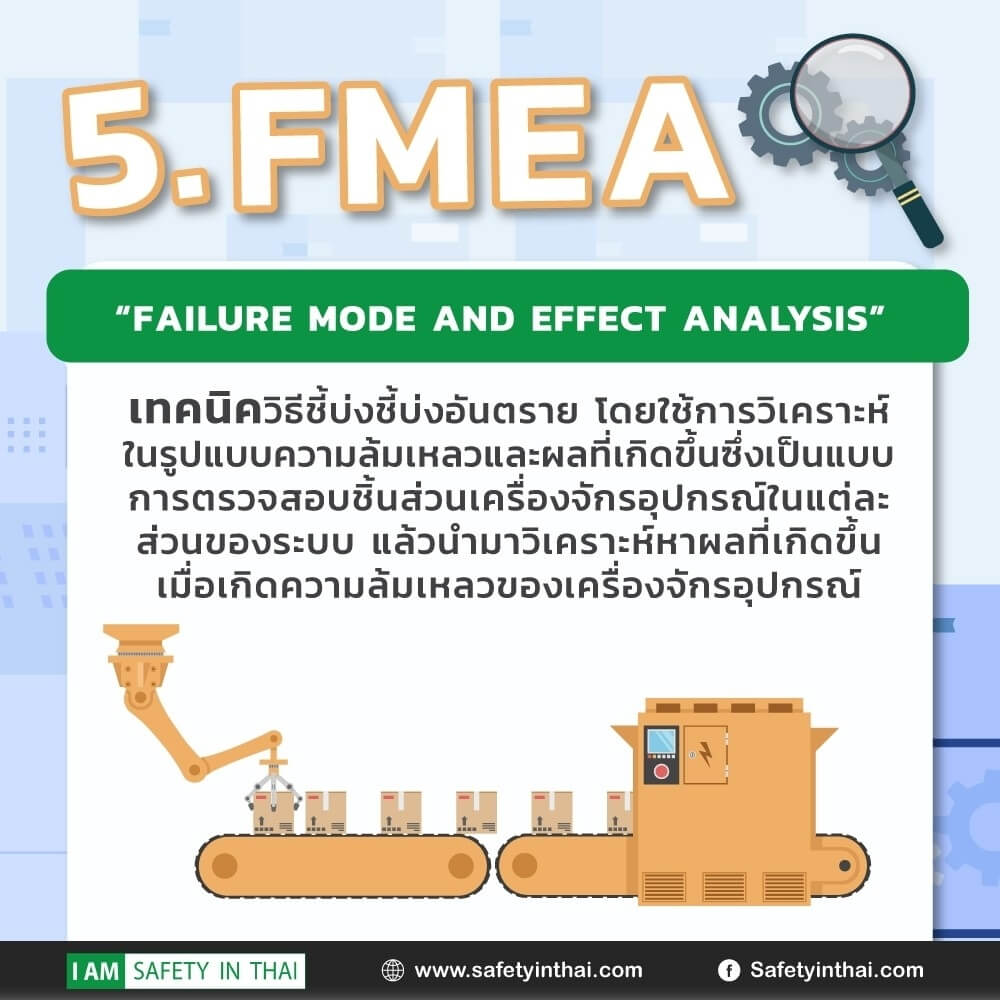 5.FMEA
“FAILURE MODE AND EFFECT ANALYSIS”
เทคนิควิธีชี้บ่งชี้บ่งอันตราย โดยใช้การวิเคราะห์
ในรูปแบบความล้มเหลวและผลที่เกิดขึ้นซึ่งเป็นแบบ
การตรวจสอบชิ้นส่วนเครื่องจักรอุปกรณ์ในแต่ละ
ส่วนของระบบ แล้วนำมาวิเคราะห์หาผลที่เกิดขึ้น
เมื่อเกิดความล้มเหลวของเครื่องจักรอุปกรณ์
I AM SAFETY IN THAI
www.safetyinthai.com
Safetyinthai.com